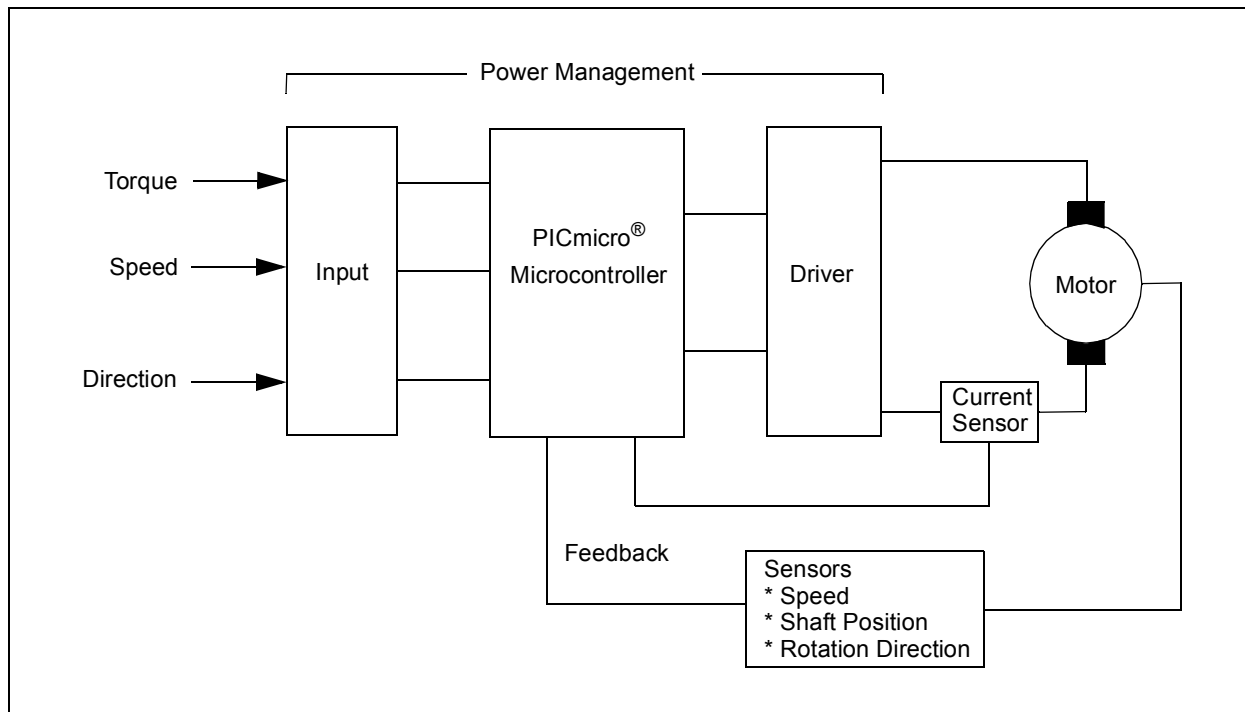 Power Management
Torque
Speed
Direction
Input
PICmicro®
Microcontroller
Driver
Motor
Current
Sensor
Feedback
Sensors
* Speed
* Shaft Position
* Rotation Direction